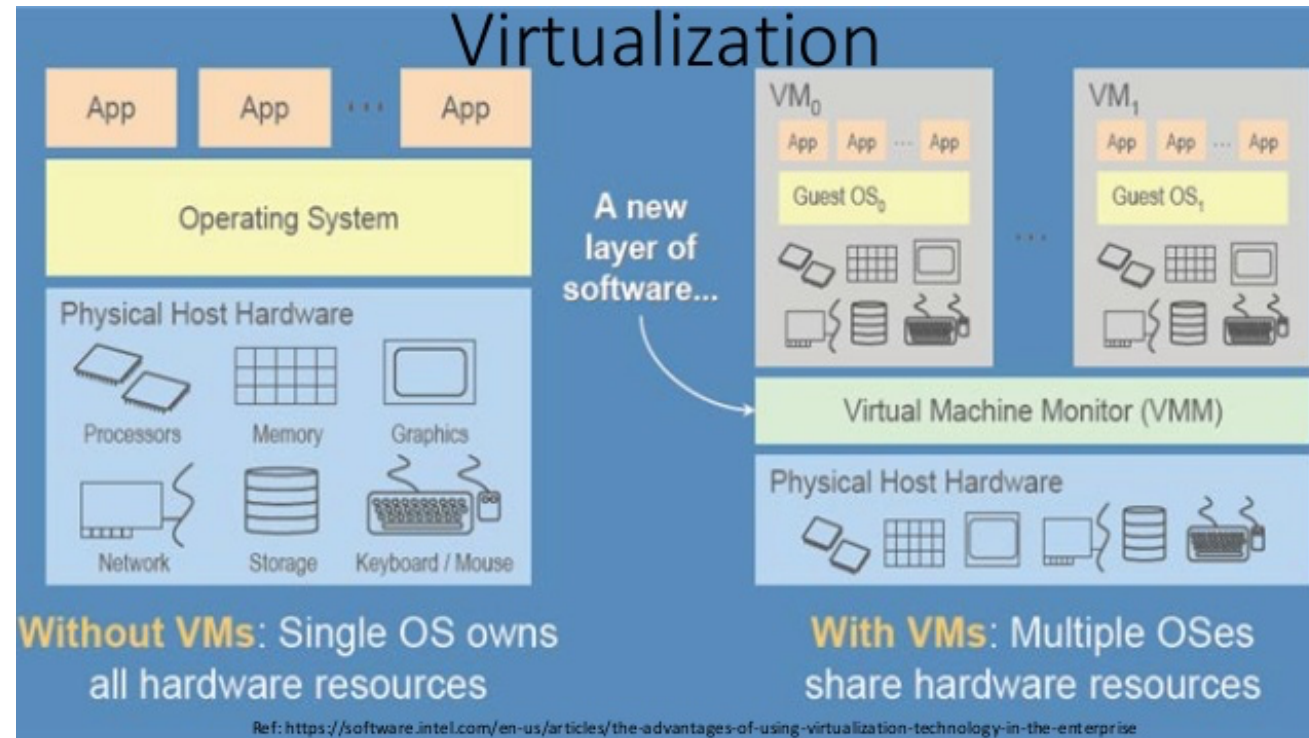 Virtualization
App App ... App
Operating System
Physical Host Hardware
Processors Memory Graphics
Network Storage Keyboard / Mouse
Without VMs: Single OS owns
all hardware resources
A new
layer of
software...
VM0
App App ... App
Guest OS0
...
VM1
App App ... App
Guest OS1
Virtual Machine Monitor (VMM)
Physical Host Hardware
With VMs: Multiple OSes
share hardware resources
Ref: https://software.intel.com/en-us/articles/the-advantages-of-using-virtualization-technology-in-the-enterprise